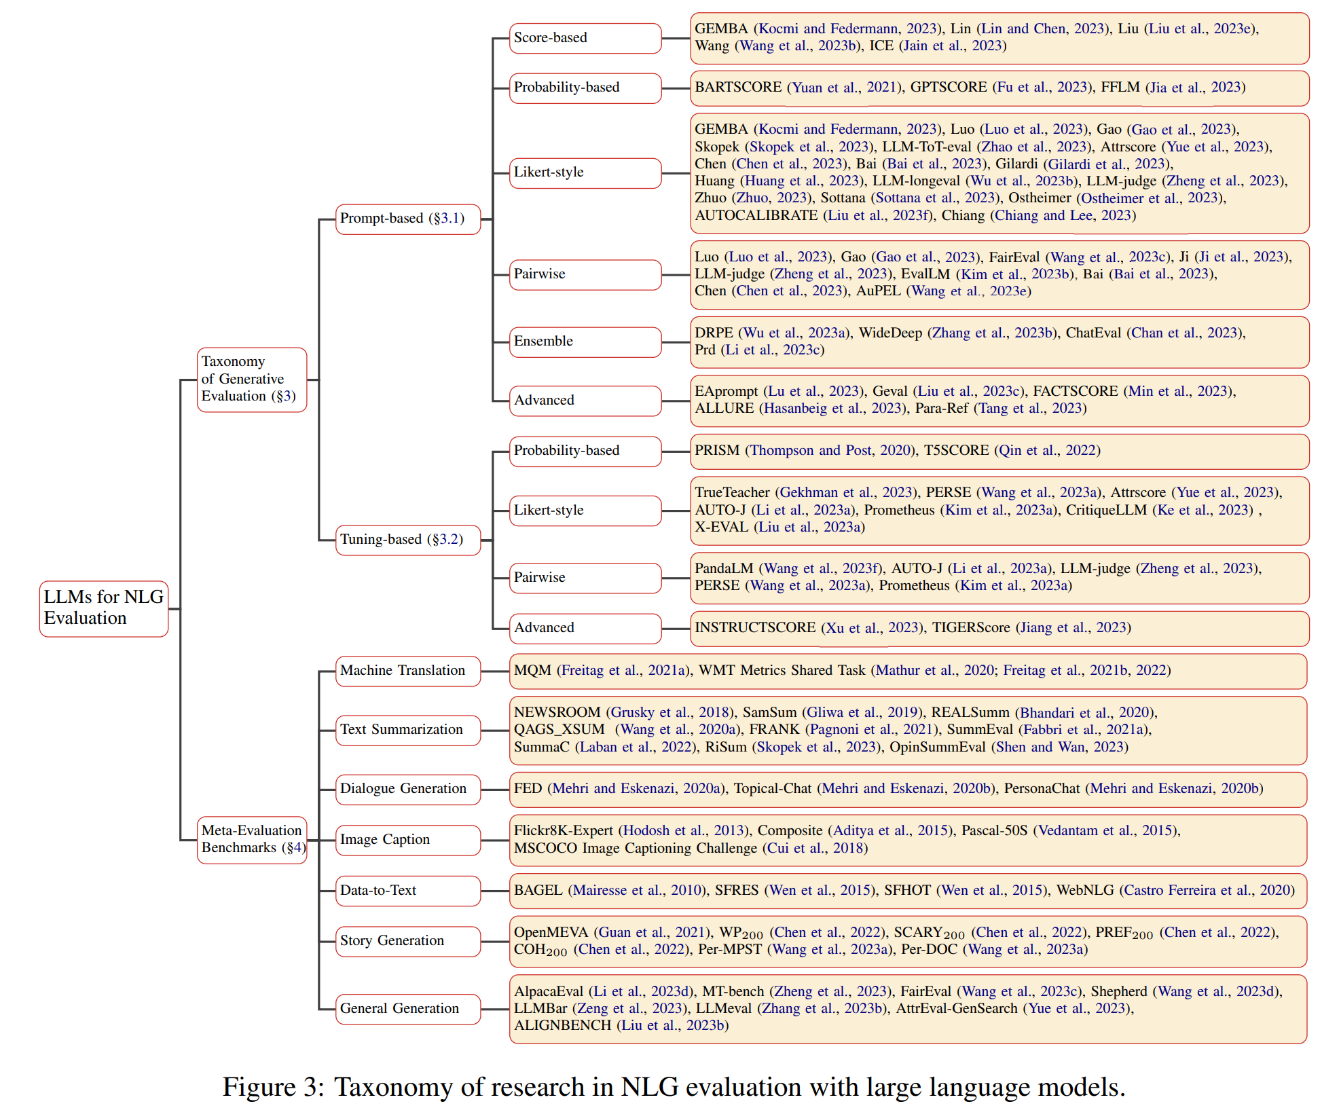 LLMs for NLG
Evaluation
Taxonomy
of Generative
Evaluation (§3)
Prompt-based (§3.1)
Score-based
GEMBA (Kocmi and Federmann, 2023), Lin (Lin and Chen, 2023), Liu (Liu et al., 2023e),
Wang (Wang et al., 2023b), ICE (Jain et al., 2023)
Probability-based
BARTSCORE (Yuan et al., 2021), GPTSCORE (Fu et al., 2023), FFLM (Jia et al., 2023)
Likert-style
GEMBA (Kocmi and Federmann, 2023), Luo (Luo et al., 2023), Gao (Gao et al., 2023),
Skopek (Skopek et al., 2023), LLM-ToT-eval (Zhao et al., 2023), Attrscore (Yue et al., 2023),
Chen (Chen et al., 2023), Bai (Bai et al., 2023), Gilardi (Gilardi et al., 2023),
Huang (Huang et al., 2023), LLM-longeval (Wu et al., 2023b), LLM-judge (Zheng et al., 2023),
Zhuo (Zhuo, 2023), Sottana (Sottana et al., 2023), Ostheimer (Ostheimer et al., 2023),
AUTOCALIBRATE (Liu et al., 2023f), Chiang (Chiang and Lee, 2023)
Pairwise
Luo (Luo et al., 2023), Gao (Gao et al., 2023), FairEval (Wang et al., 2023c), Ji (Ji et al., 2023),
LLM-judge (Zheng et al., 2023), EvalLM (Kim et al., 2023b), Bai (Bai et al., 2023),
Chen (Chen et al., 2023), AuPEL (Wang et al., 2023e)
Ensemble
DRPE (Wu et al., 2023a), WideDeep (Zhang et al., 2023b), ChatEval (Chan et al., 2023),
Prd (Li et al., 2023c)
Advanced
EAprompt (Lu et al., 2023), Geval (Liu et al., 2023c), FACTSCORE (Min et al., 2023),
ALLURE (Hasanbeig et al., 2023), Para-Ref (Tang et al., 2023)
Tuning-based (§3.2)
Probability-based
PRISM (Thompson and Post, 2020), T5SCORE (Qin et al., 2022)
Likert-style
TrueTeacher (Gekhman et al., 2023), PERSE (Wang et al., 2023a), Attrscore (Yue et al., 2023),
AUTO-J (Li et al., 2023a), Prometheus (Kim et al., 2023a), CritiqueLLM (Ke et al., 2023) ,
X-EVAL (Liu et al., 2023a)
Pairwise
PandaLM (Wang et al., 2023f), AUTO-J (Li et al., 2023a), LLM-judge (Zheng et al., 2023),
PERSE (Wang et al., 2023a), Prometheus (Kim et al., 2023a)
Advanced
INSTRUCTSCORE (Xu et al., 2023), TIGERScore (Jiang et al., 2023)
Meta-Evaluation
Benchmarks (§4)
Machine Translation
MQM (Freitag et al., 2021a), WMT Metrics Shared Task (Mathur et al., 2020; Freitag et al., 2021b, 2022)
Text Summarization
NEWSROOM (Grusky et al., 2018), SamSum (Gliwa et al., 2019), REALSumm (Bhandari et al., 2020),
QAGS_XSUM (Wang et al., 2020a), FRANK (Pagnoni et al., 2021), SummEval (Fabbri et al., 2021a),
SummaC (Laban et al., 2022), RiSum (Skopek et al., 2023), OpinSummEval (Shen and Wan, 2023)
Dialogue Generation
FED (Mehri and Eskenazi, 2020a), Topical-Chat (Mehri and Eskenazi, 2020b), PersonaChat (Mehri and Eskenazi, 2020b)
Image Caption
Flickr8K-Expert (Hodosh et al., 2013), Composite (Aditya et al., 2015), Pascal-50S (Vedantam et al., 2015),
MSCOCO Image Captioning Challenge (Cui et al., 2018)
Data-to-Text
BAGEL (Mairesse et al., 2010), SFRES (Wen et al., 2015), SFHOT (Wen et al., 2015), WebNLG (Castro Ferreira et al., 2020)
Story Generation
OpenMEVA (Guan et al., 2021), WP₂₀₀ (Chen et al., 2022), SCARY₂₀₀ (Chen et al., 2022), PREF₂₀₀ (Chen et al., 2022),
COH₂₀₀ (Chen et al., 2022), Per-MPST (Wang et al., 2023a), Per-DOC (Wang et al., 2023a)
General Generation
AlpacaEval (Li et al., 2023d), MT-bench (Zheng et al., 2023), FairEval (Wang et al., 2023c), Shepherd (Wang et al., 2023d),
LLMBar (Zeng et al., 2023), LLMeval (Zhang et al., 2023b), AttrEval-GenSearch (Yue et al., 2023),
ALIGNBENCH (Liu et al., 2023b)
Figure 3: Taxonomy of research in NLG evaluation with large language models.